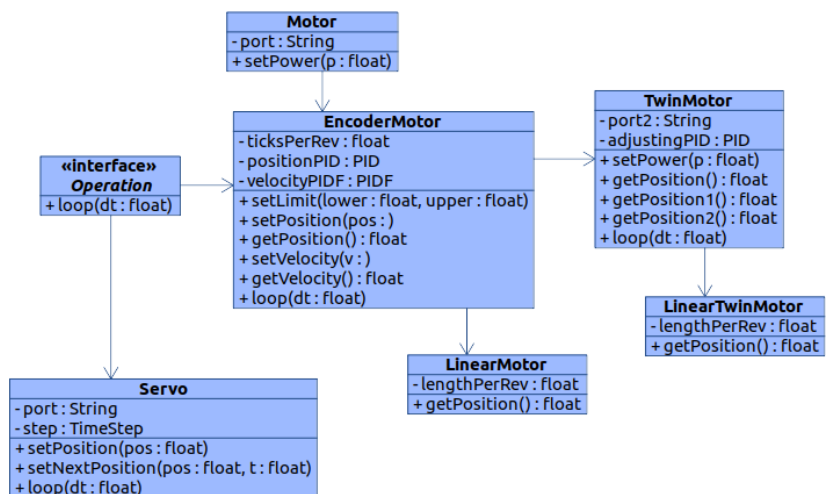 Motor
- port : String
+ setPower(p : float)
EncoderMotor
- ticksPerRev : float
- positionPID : PID
- velocityPIDF : PIDF
+ setLimit(lower : float, upper : float)
+ setPosition(pos : )
+ getPosition() : float
+ setVelocity(v : )
+ getVelocity() : float
+ loop(dt : float)
TwinMotor
- port2 : String
- adjustingPID : PID
+ setPower(p : float)
+ getPosition() : float
+ getPosition1() : float
+ getPosition2() : float
+ loop(dt : float)
«interface»
Operation
+ loop(dt : float)
LinearTwinMotor
- lengthPerRev : float
+ getPosition() : float
LinearMotor
- lengthPerRev : float
+ getPosition() : float
Servo
- port : String
- step : TimeStep
+ setPosition(pos : float)
+ setNextPosition(pos : float, t : float)
+ loop(dt : float)